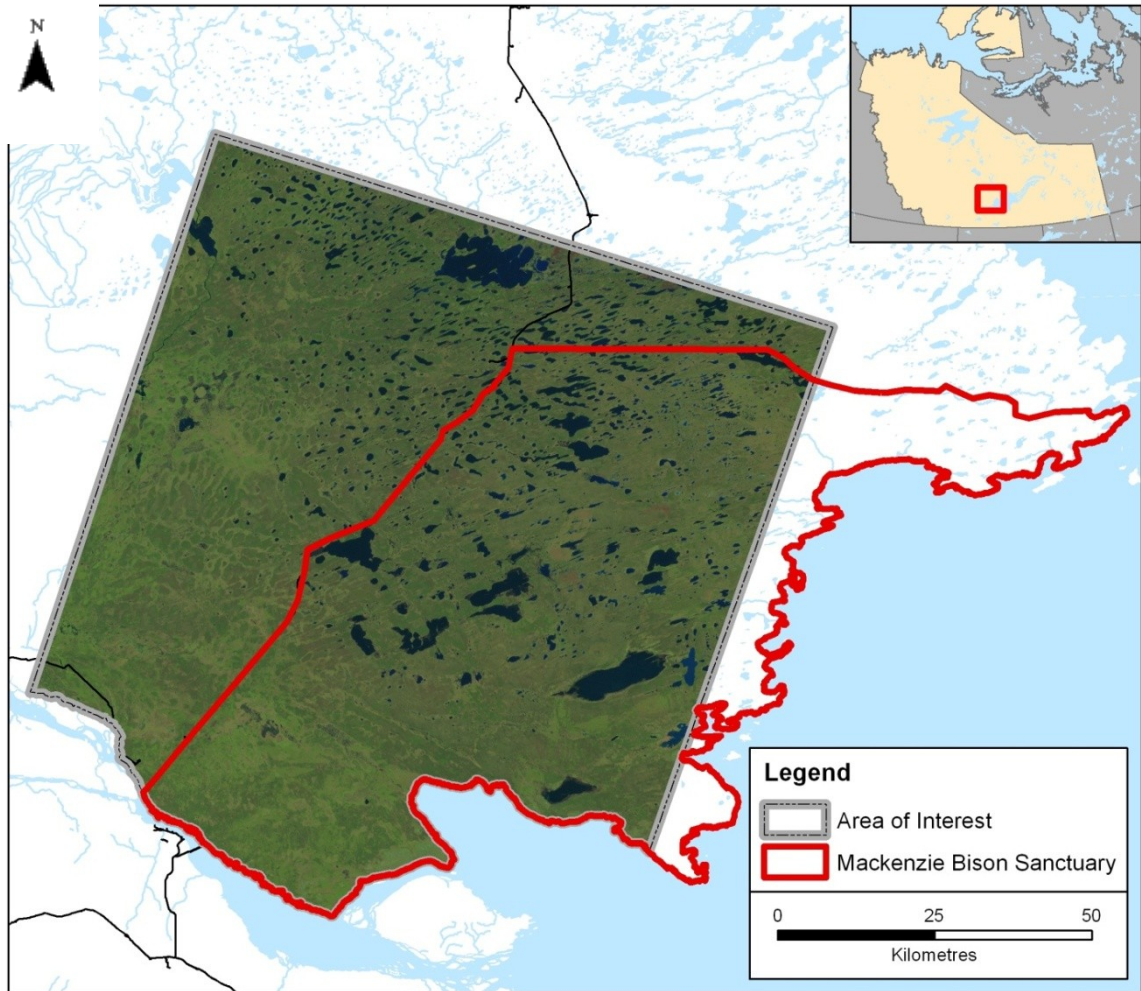 N
Legend
Area of Interest
Mackenzie Bison Sanctuary
0 25 50
Kilometres